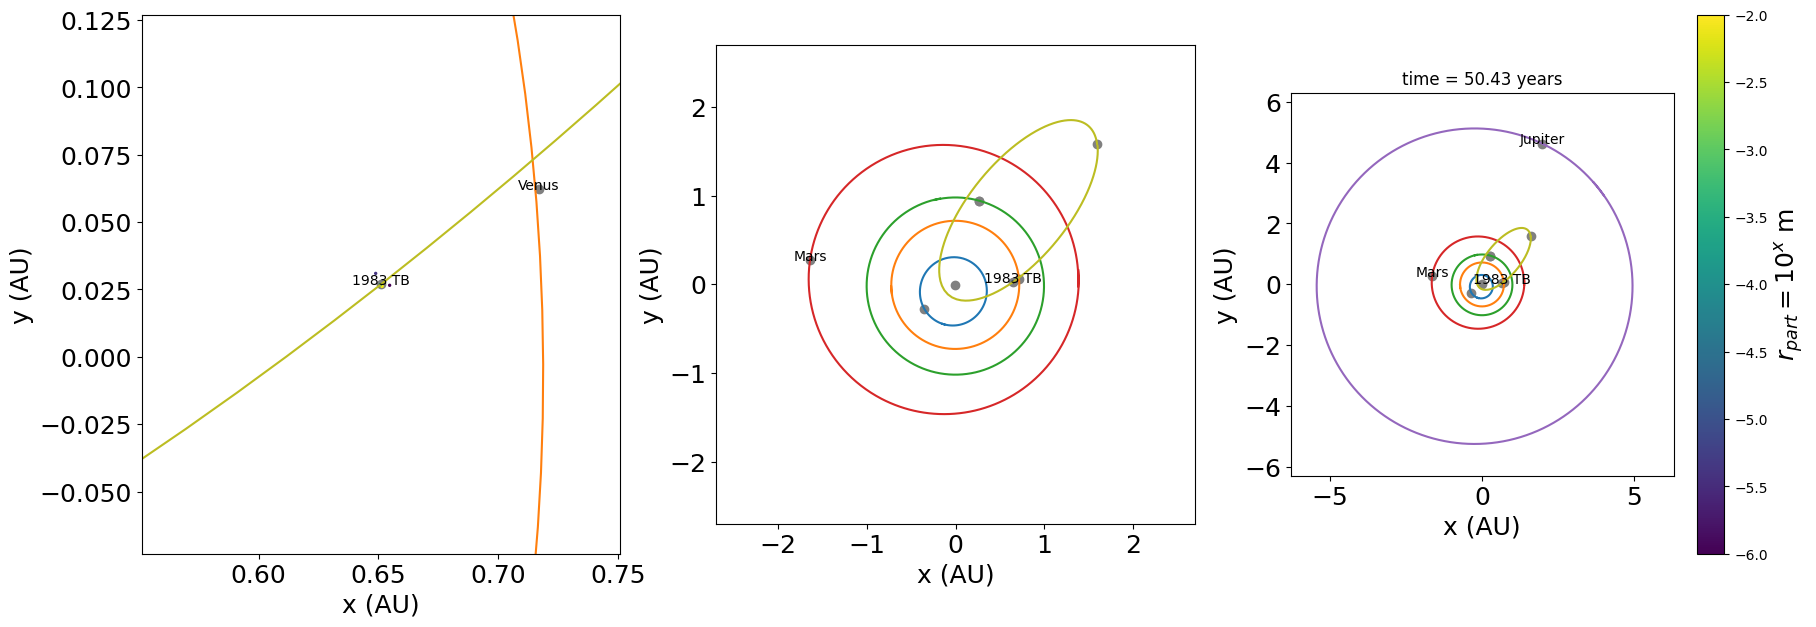 0.125
0.100
0.075
0.050
0.025
0.000
−0.025
−0.050
y (AU)
Venus
1983 TB
0.60 0.65 0.70 0.75
x (AU)
2
1
0
−1
−2
y (AU)
Mars
1983 TB
−2 −1 0 1 2
x (AU)
time = 50.43 years
6
4
2
0
−2
−4
−6
y (AU)
Jupiter
Mars
1983 TB
−5 0 5
x (AU)
−2.0
−2.5
−3.0
−3.5
−4.0
−4.5
−5.0
−5.5
−6.0
r_part = 10^x m